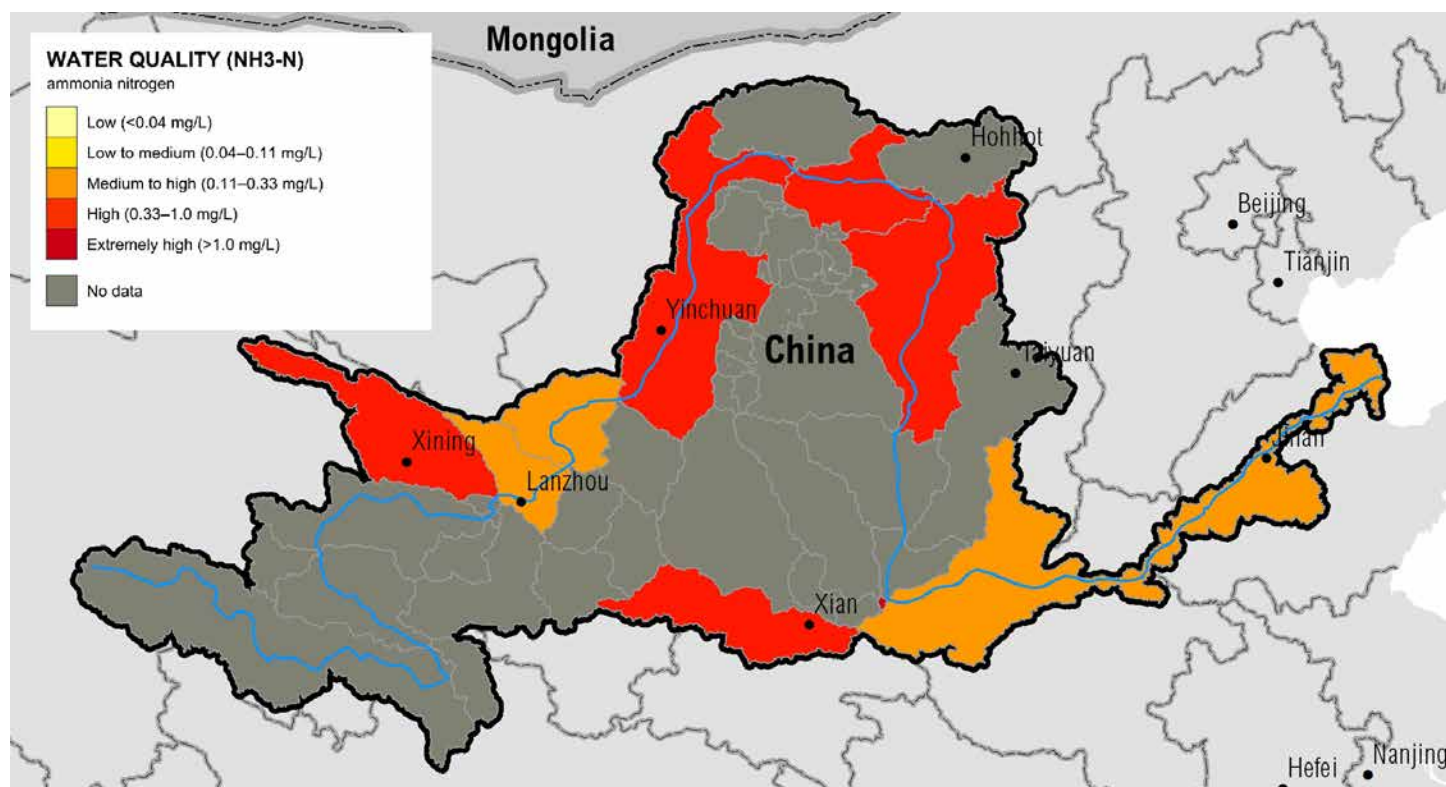 Mongolia
WATER QUALITY (NH3-N)
ammonia nitrogen
Low (<0.04 mg/L)
Low to medium (0.04–0.11 mg/L)
Medium to high (0.11–0.33 mg/L)
High (0.33–1.0 mg/L)
Extremely high (>1.0 mg/L)
No data
Hohhot
Beijing
Tianjin
Yinchuan
China
Taiyuan
Xining
Jinan
Lanzhou
Xian
Nanjing
Hefei